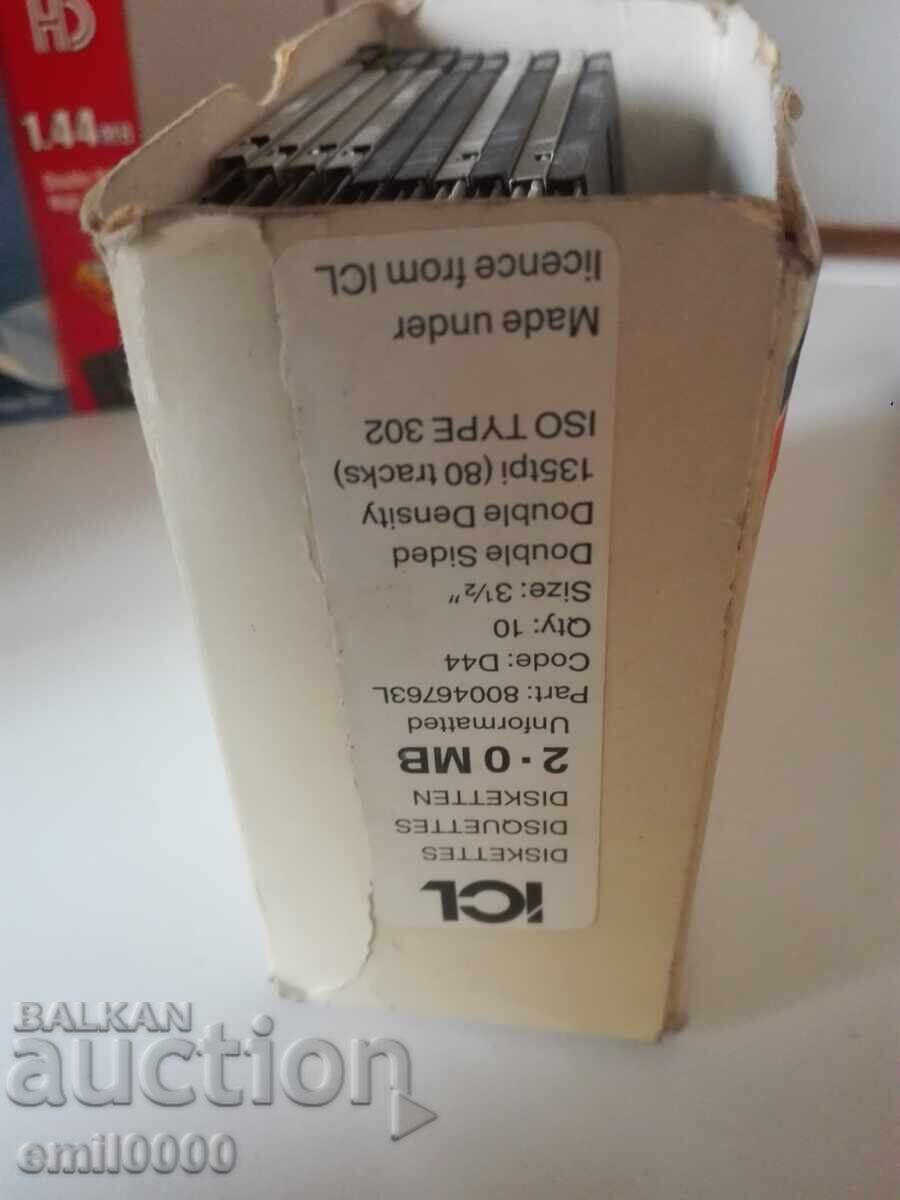 HD
1.44
ICL
DISKETTES
DISQUETTES
DISKETTEN
2·0 MB
Unformatted
Part: 80046763L
Code: D44
Qty: 10
Size: 3½"
Double Sided
Double Density
135tpi (80 tracks)
ISO TYPE 302
Made under
licence from ICL
BALKAN
auction
emil0000